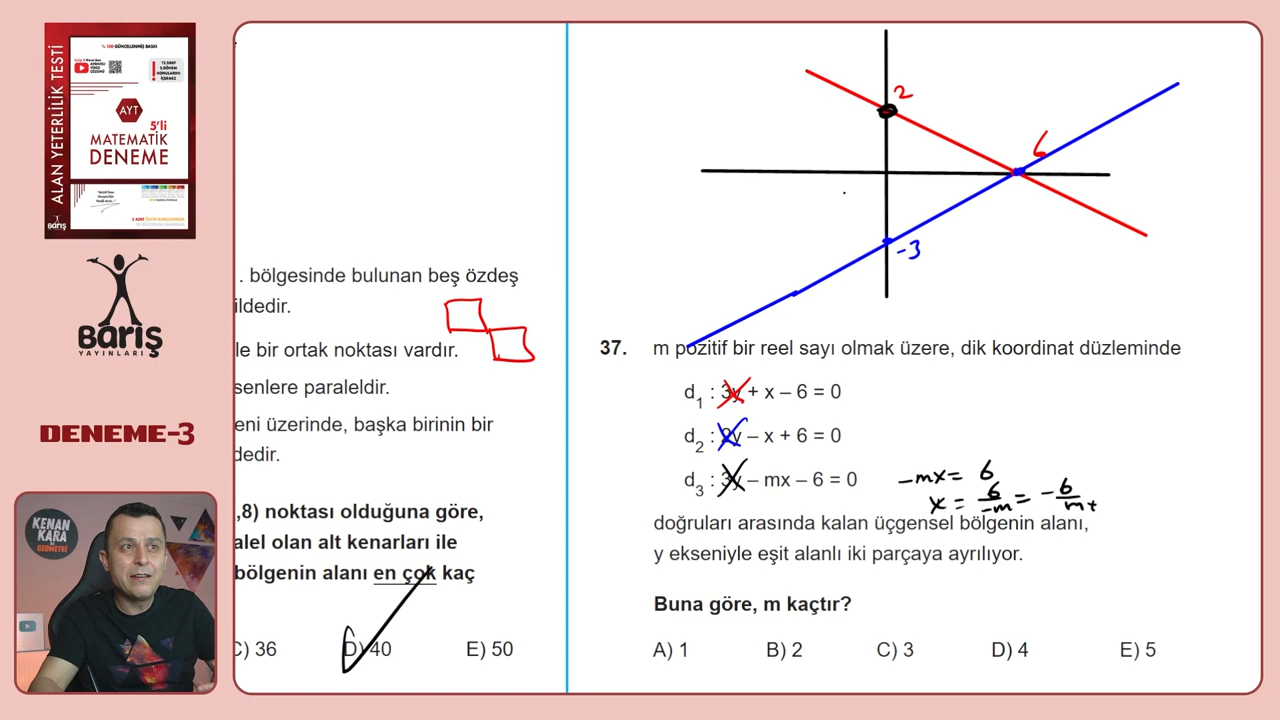 ALAN YETERLİLİK TESTİ
% 100 GÜNCELLENMİŞ BASKI
AYT
5'li
MATEMATİK
DENEME
BARIŞ
Barış
YAYINLARI
DENEME-3
KENAN
KARA
ile
GEOMETRİ
. bölgesinde bulunan beş özdeş
ildedir.
le bir ortak noktası vardır.
senlere paraleldir.
eni üzerinde, başka birinin bir
dedir.
,8) noktası olduğuna göre,
alel olan alt kenarları ile
bölgenin alanı en çok kaç
C) 36 D) 40 E) 50
2
6
-3
37. m pozitif bir reel sayı olmak üzere, dik koordinat düzleminde
d1 : 3y + x – 6 = 0
d2 : 2y – x + 6 = 0
d3 : 3y – mx – 6 = 0
-mx = 6
x = 6/-m = -6/m+
doğruları arasında kalan üçgensel bölgenin alanı,
y ekseniyle eşit alanlı iki parçaya ayrılıyor.
Buna göre, m kaçtır?
A) 1 B) 2 C) 3 D) 4 E) 5